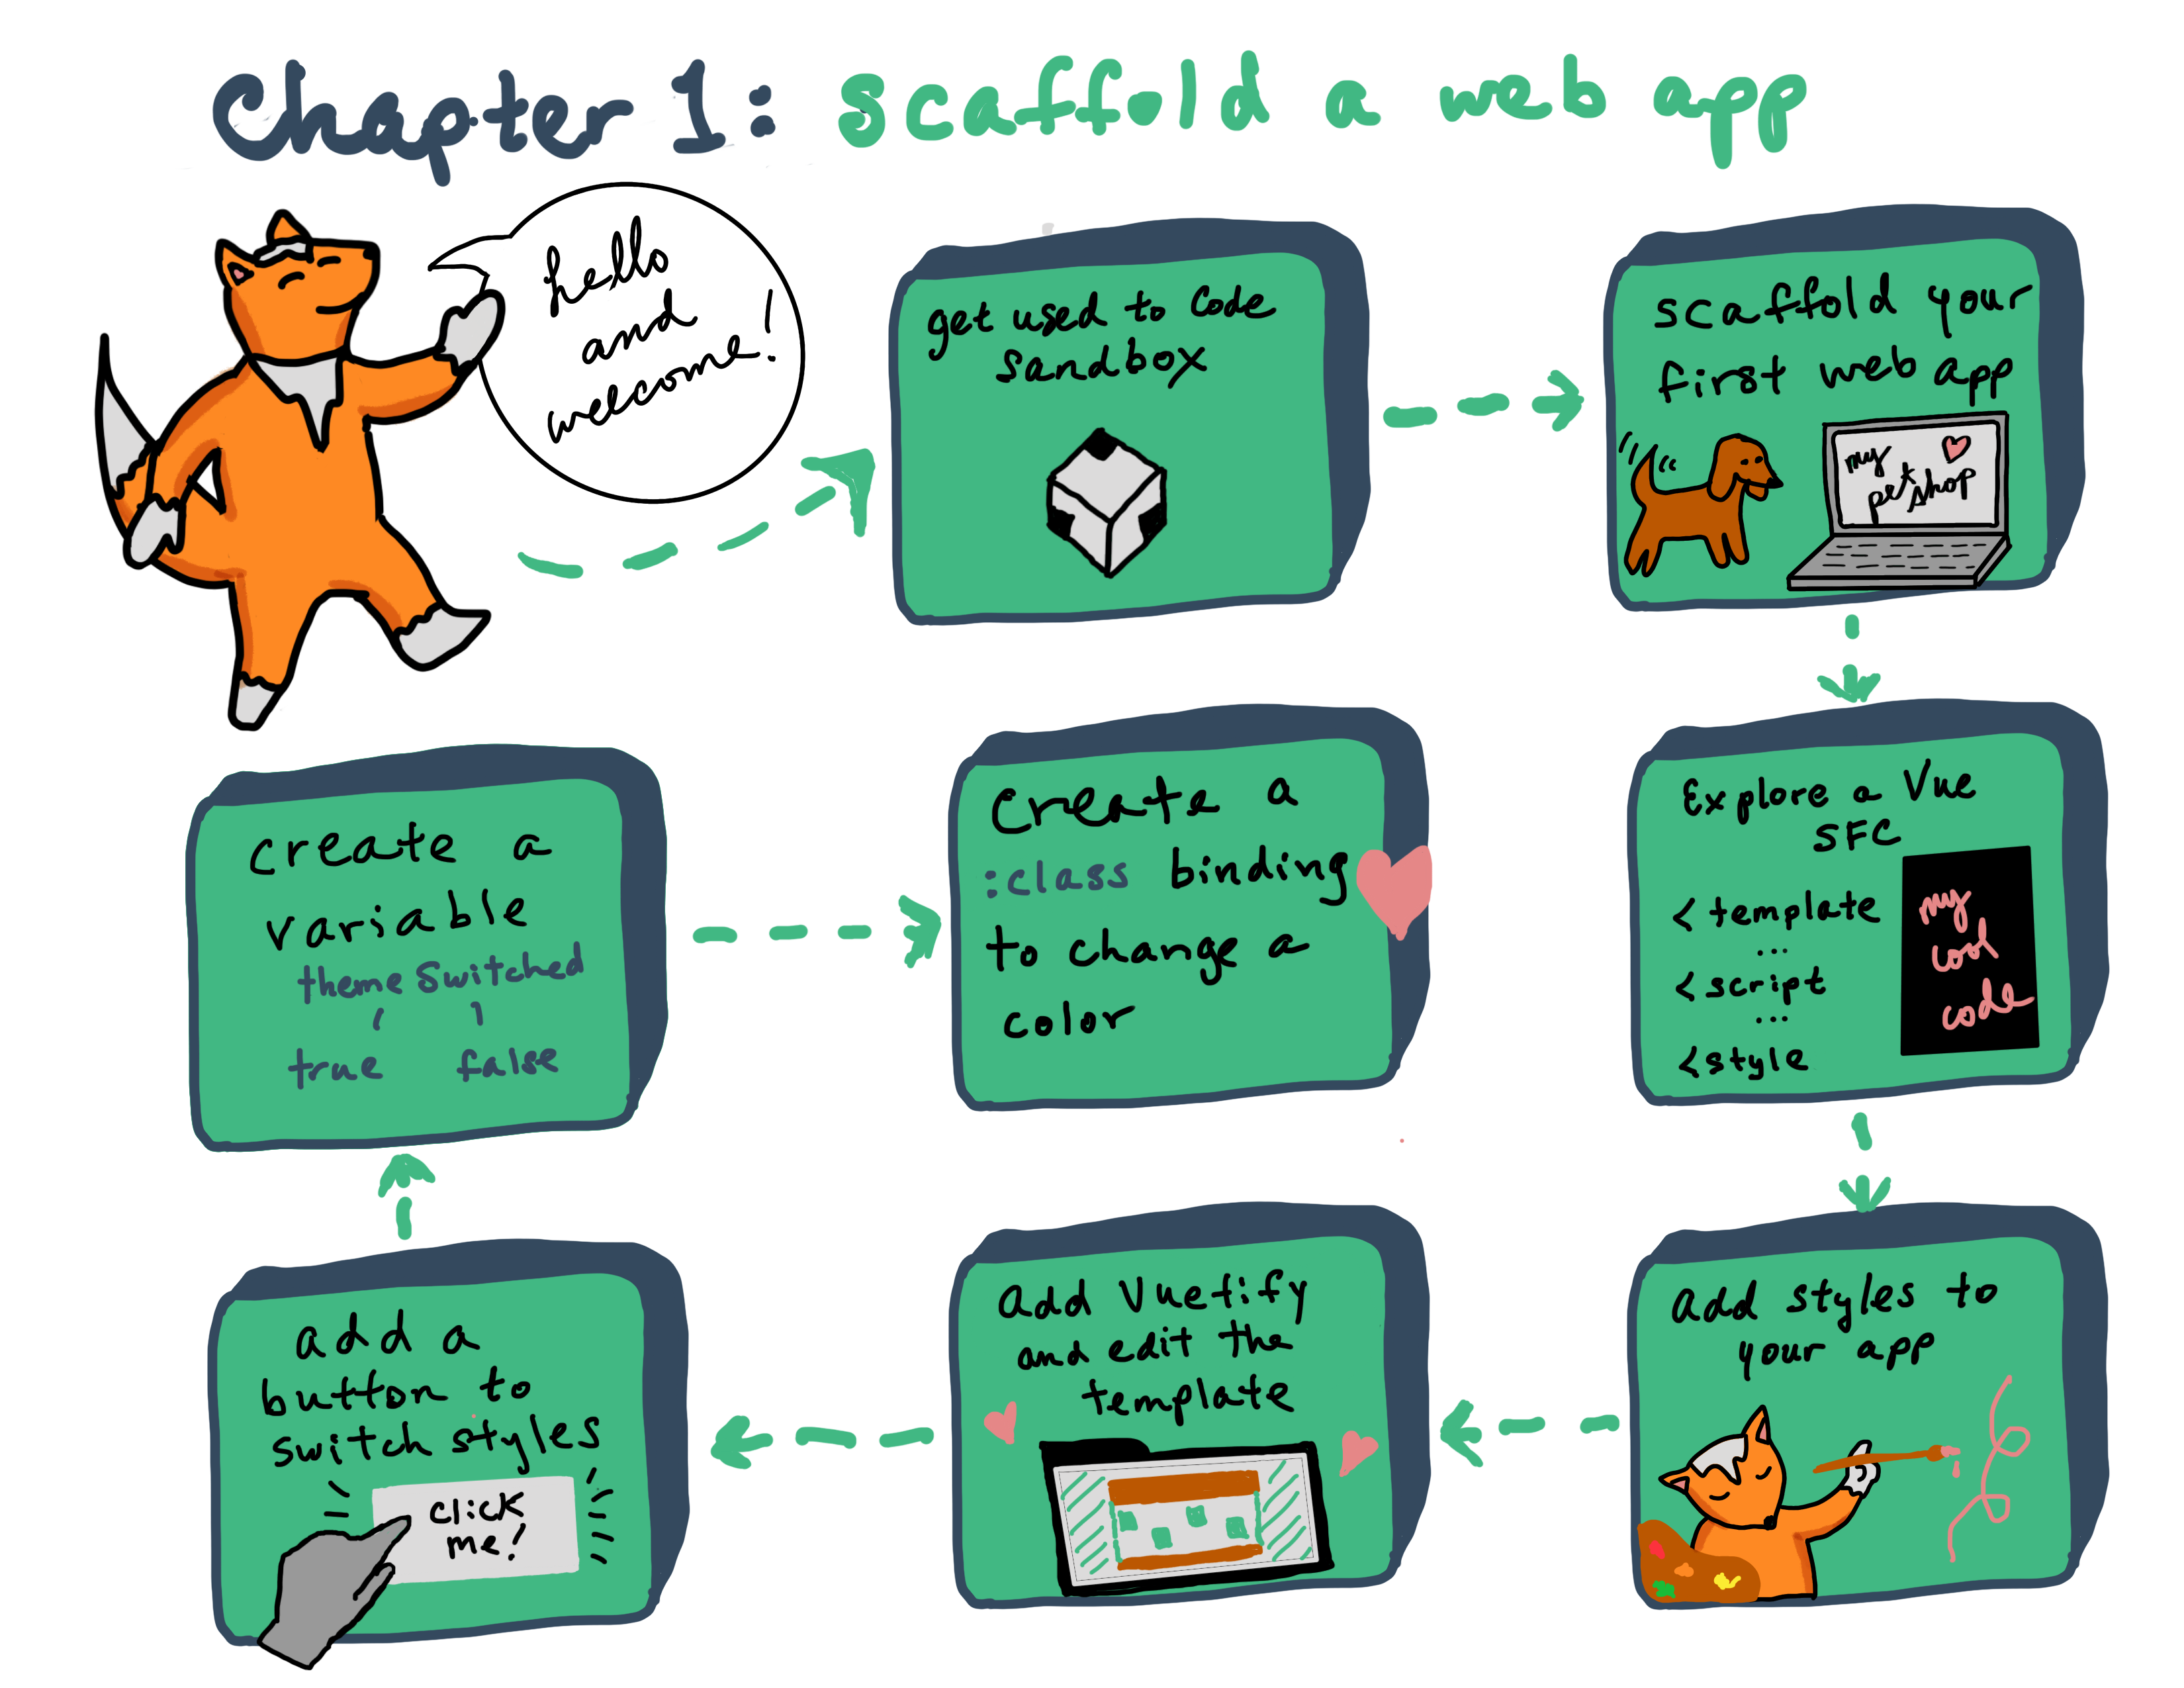 Chapter 1: scaffold a web app
hello
and
welcome!
get used to Code
sandbox
scaffold your
first web app
my
pet shop
Explore a Vue
SFC
< template
...
< script
...
<style
my
cool
code
add styles to
your app
add Vuetify
and edit the
template
add a
button to
switch styles
click
me!
create a
variable
themeSwitched
true false
Create a
:class binding
to change a
color